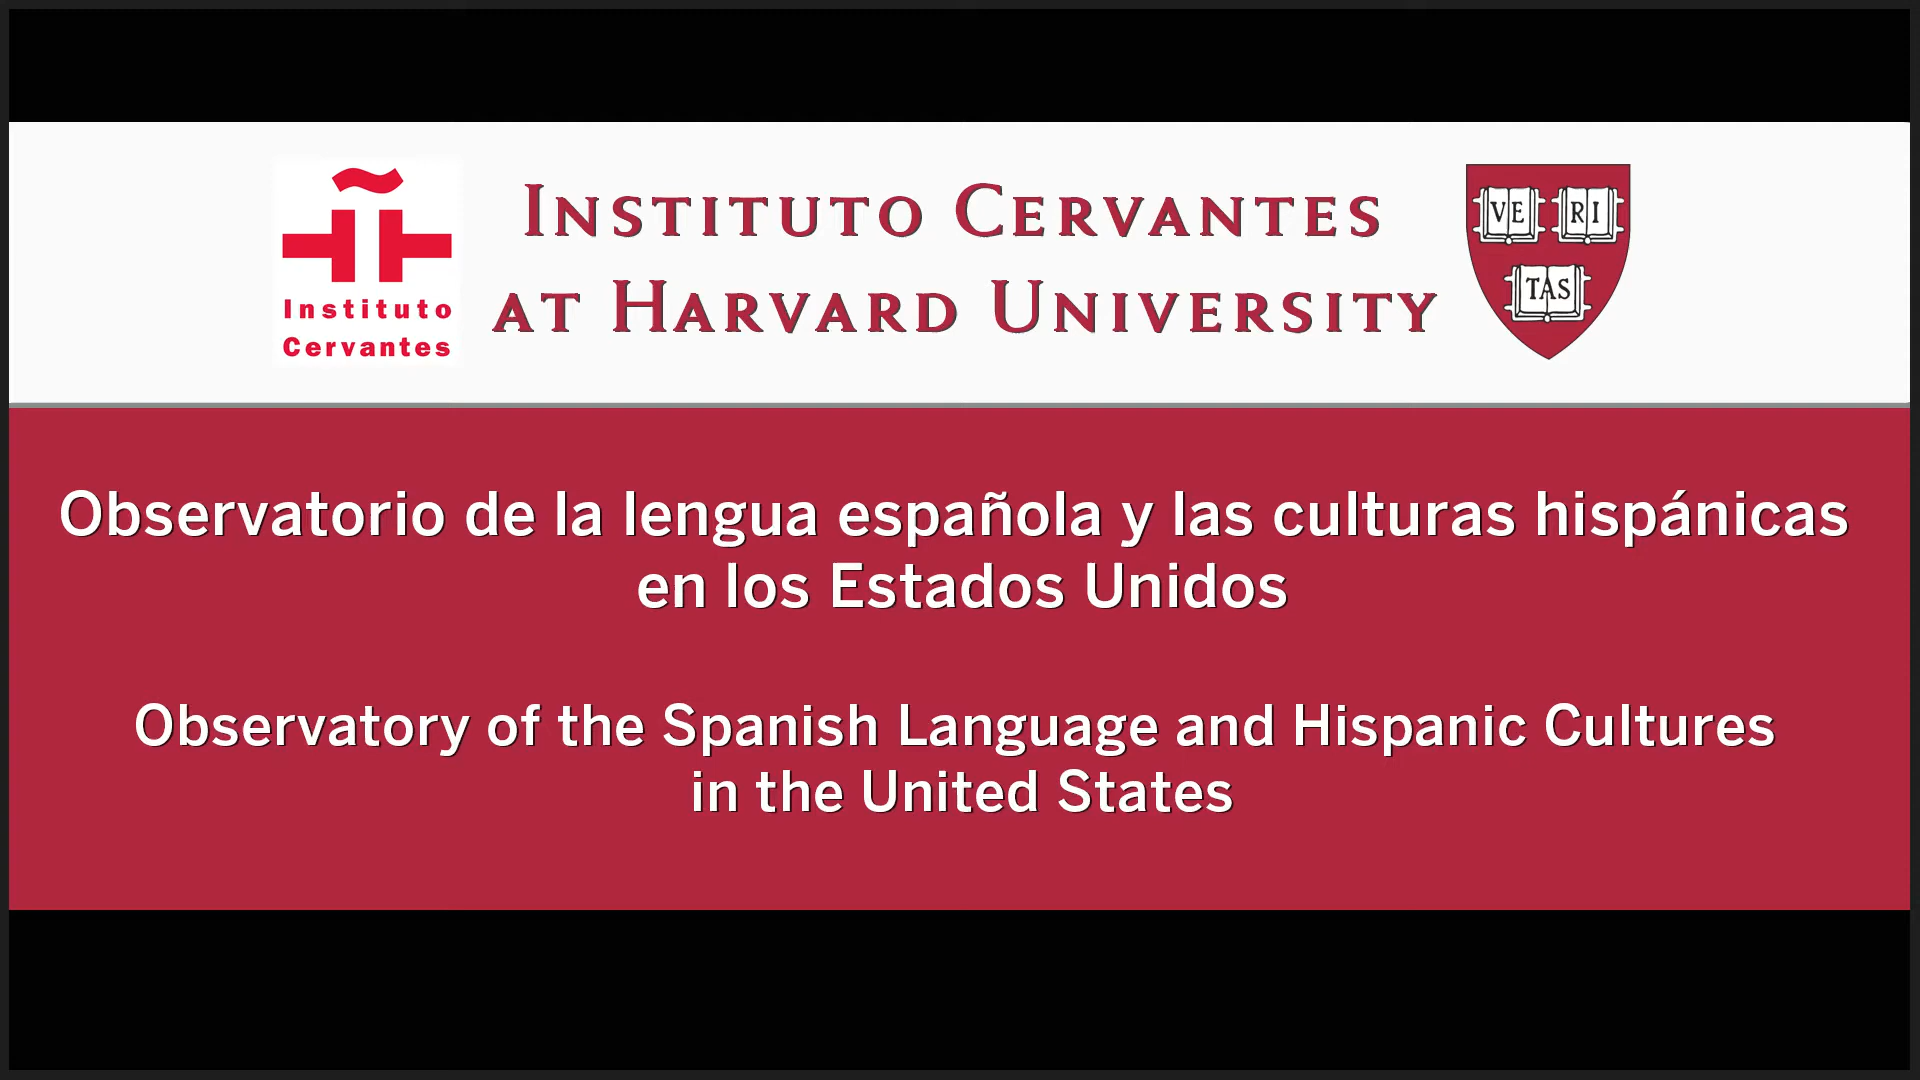 Instituto
Cervantes
INSTITUTO CERVANTES
AT HARVARD UNIVERSITY
VE RI
TAS
Observatorio de la lengua española y las culturas hispánicas
en los Estados Unidos
Observatory of the Spanish Language and Hispanic Cultures
in the United States